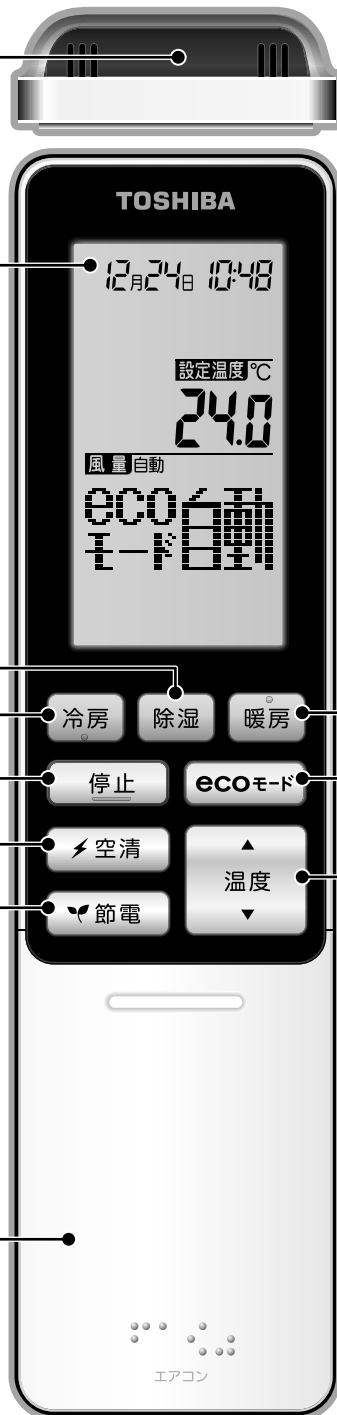 TOSHIBA
12月24日 10:48
設定温度 ℃
24.0
風量 自動
eco自動
モード
冷房 除湿 暖房
停止 ecoモード
空清
▲
温度
▼
節電
エアコン